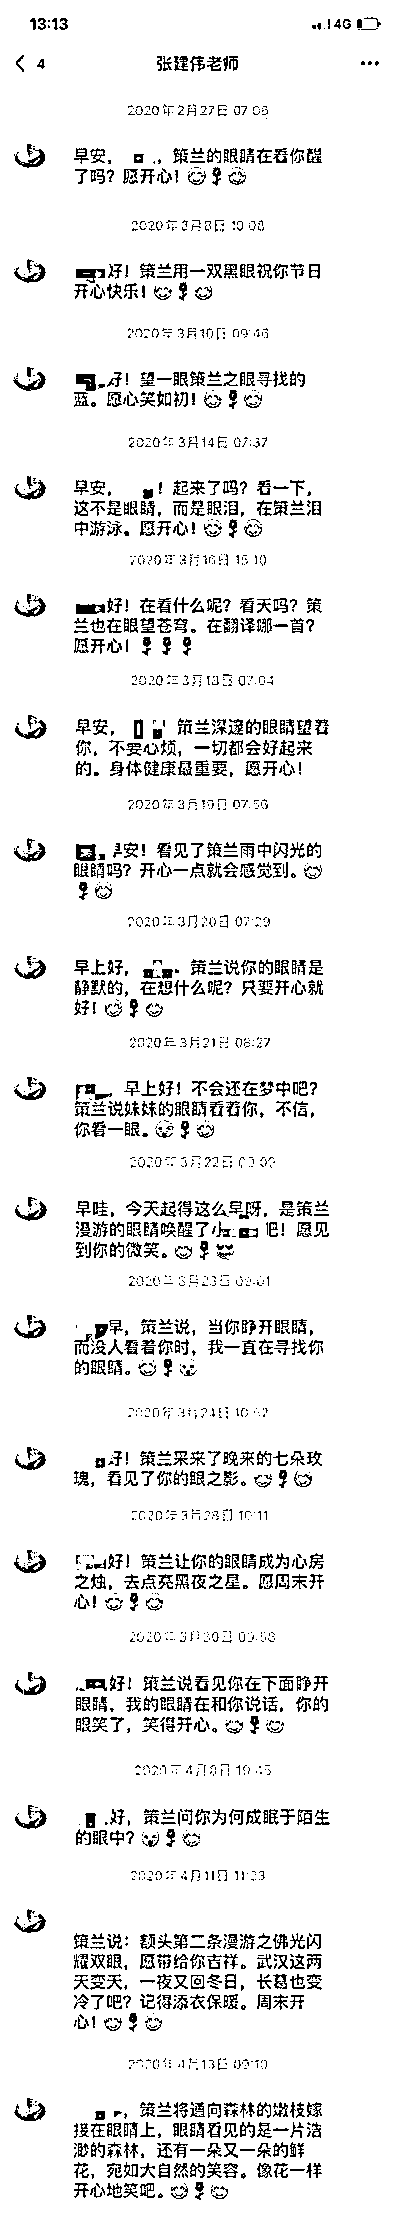 13:13
4G
4
张建伟老师
2020年2月27日 07:06
早安，策兰的眼睛在看你醒
了吗？愿开心！
2020年3月8日 10:08
好！策兰用一双黑眼祝你节日
开心快乐！
2020年3月10日 09:46
好！望一眼策兰之眼寻找的
蓝。愿心笑如初！
2020年3月14日 07:37
早安，！起来了吗？看一下，
这不是眼睛，而是眼泪，在策兰泪
中游泳。愿开心！
2020年3月16日 15:10
好！在看什么呢？看天吗？策
兰也在眼望苍穹。在翻译哪一首？
愿开心！
2020年3月18日 07:04
早安，策兰深邃的眼睛望着
你，不要心烦，一切都会好起来
的。身体健康最重要，愿开心！
2020年3月19日 07:56
早安！看见了策兰雨中闪光的
眼睛吗？开心一点就会感觉到。
2020年3月20日 07:29
早上好，策兰说你的眼睛是
静默的，在想什么呢？只要开心就
好！
2020年3月21日 08:27
早上好！不会还在梦中吧？
策兰说妹妹的眼睛看着你，不信，
你看一眼。
2020年3月22日
早哇，今天起得这么早呀，是策兰
漫游的眼睛唤醒了小吧！愿见
到你的微笑。
2020年3月23日
早，策兰说，当你睁开眼睛，
而没人看着你时，我一直在寻找你
的眼睛。
2020年3月24日
好！策兰采来了晚来的七朵玫
瑰，看见了你的眼之影。
2020年3月28日 10:11
好！策兰让你的眼睛成为心房
之烛，去点亮黑夜之星。愿周末开
心！
2020年3月30日
好！策兰说看见你在下面睁开
眼睛，我的眼睛在和你说话，你的
眼笑了，笑得开心。
2020年4月8日
好，策兰问你为何成眠于陌生
的眼中？
2020年4月11日
策兰说：额头第二条漫游之佛光闪
耀双眼，愿带给你吉祥。武汉这两
天变天，一夜又回冬日，长葛也变
冷了吧？记得添衣保暖。周末开
心！
2020年4月13日 09:10
，策兰将通向森林的嫩枝嫁
接在眼睛上，眼睛看见的是一片浩
渺的森林，还有一朵又一朵的鲜
花，宛如大自然的笑容。像花一样
开心地笑吧。